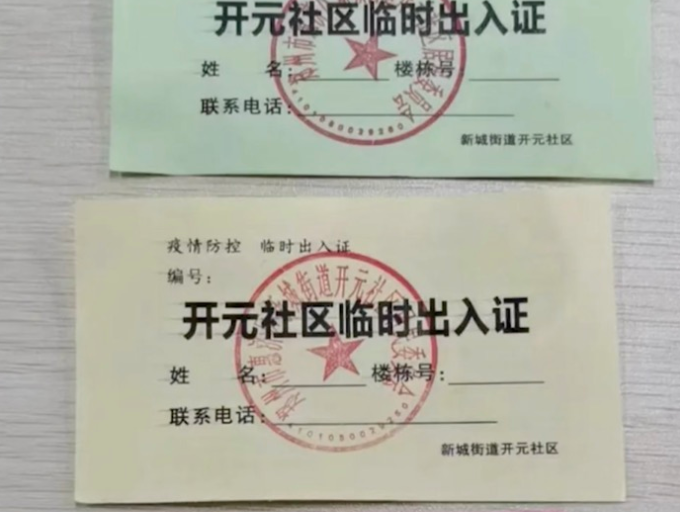 开元社区临时出入证
姓 名: 楼栋号
联系电话:
4101080029280
新城街道开元社区
疫情防控 临时出入证
编号:
开元社区临时出入证
姓 名: 楼栋号:
联系电话:
新城街道开元社区